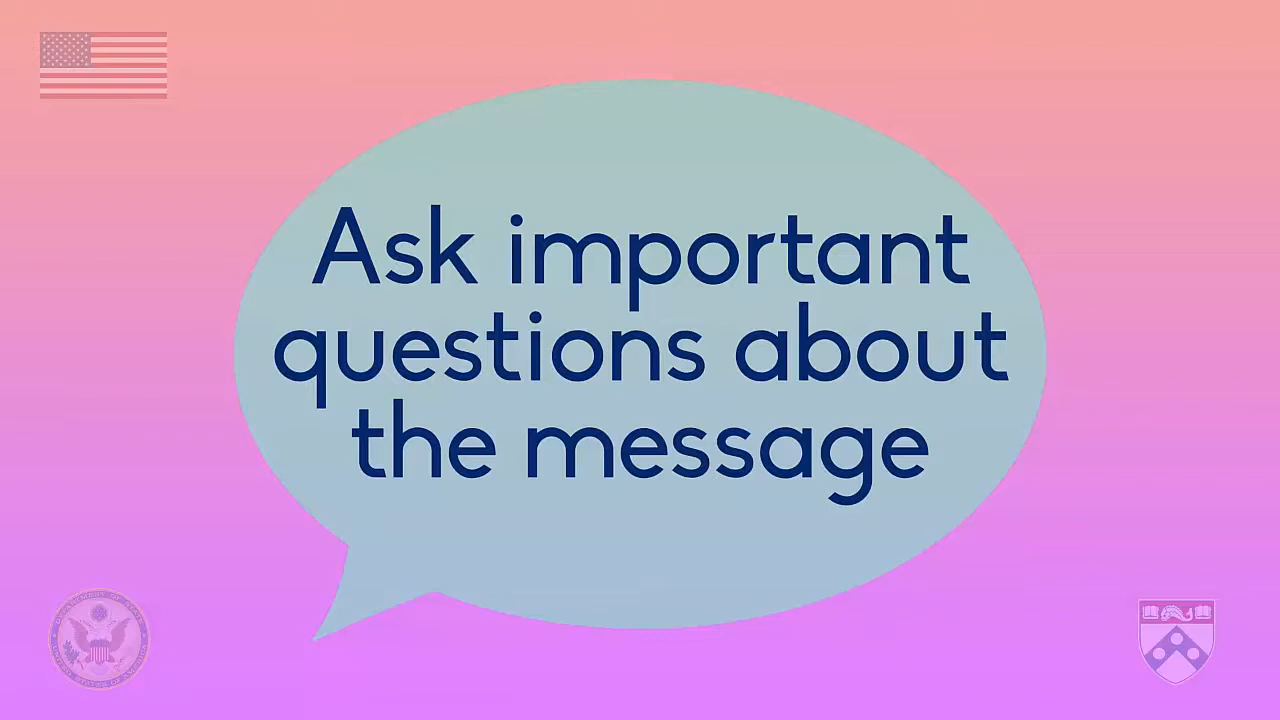 Ask important
questions about
the message